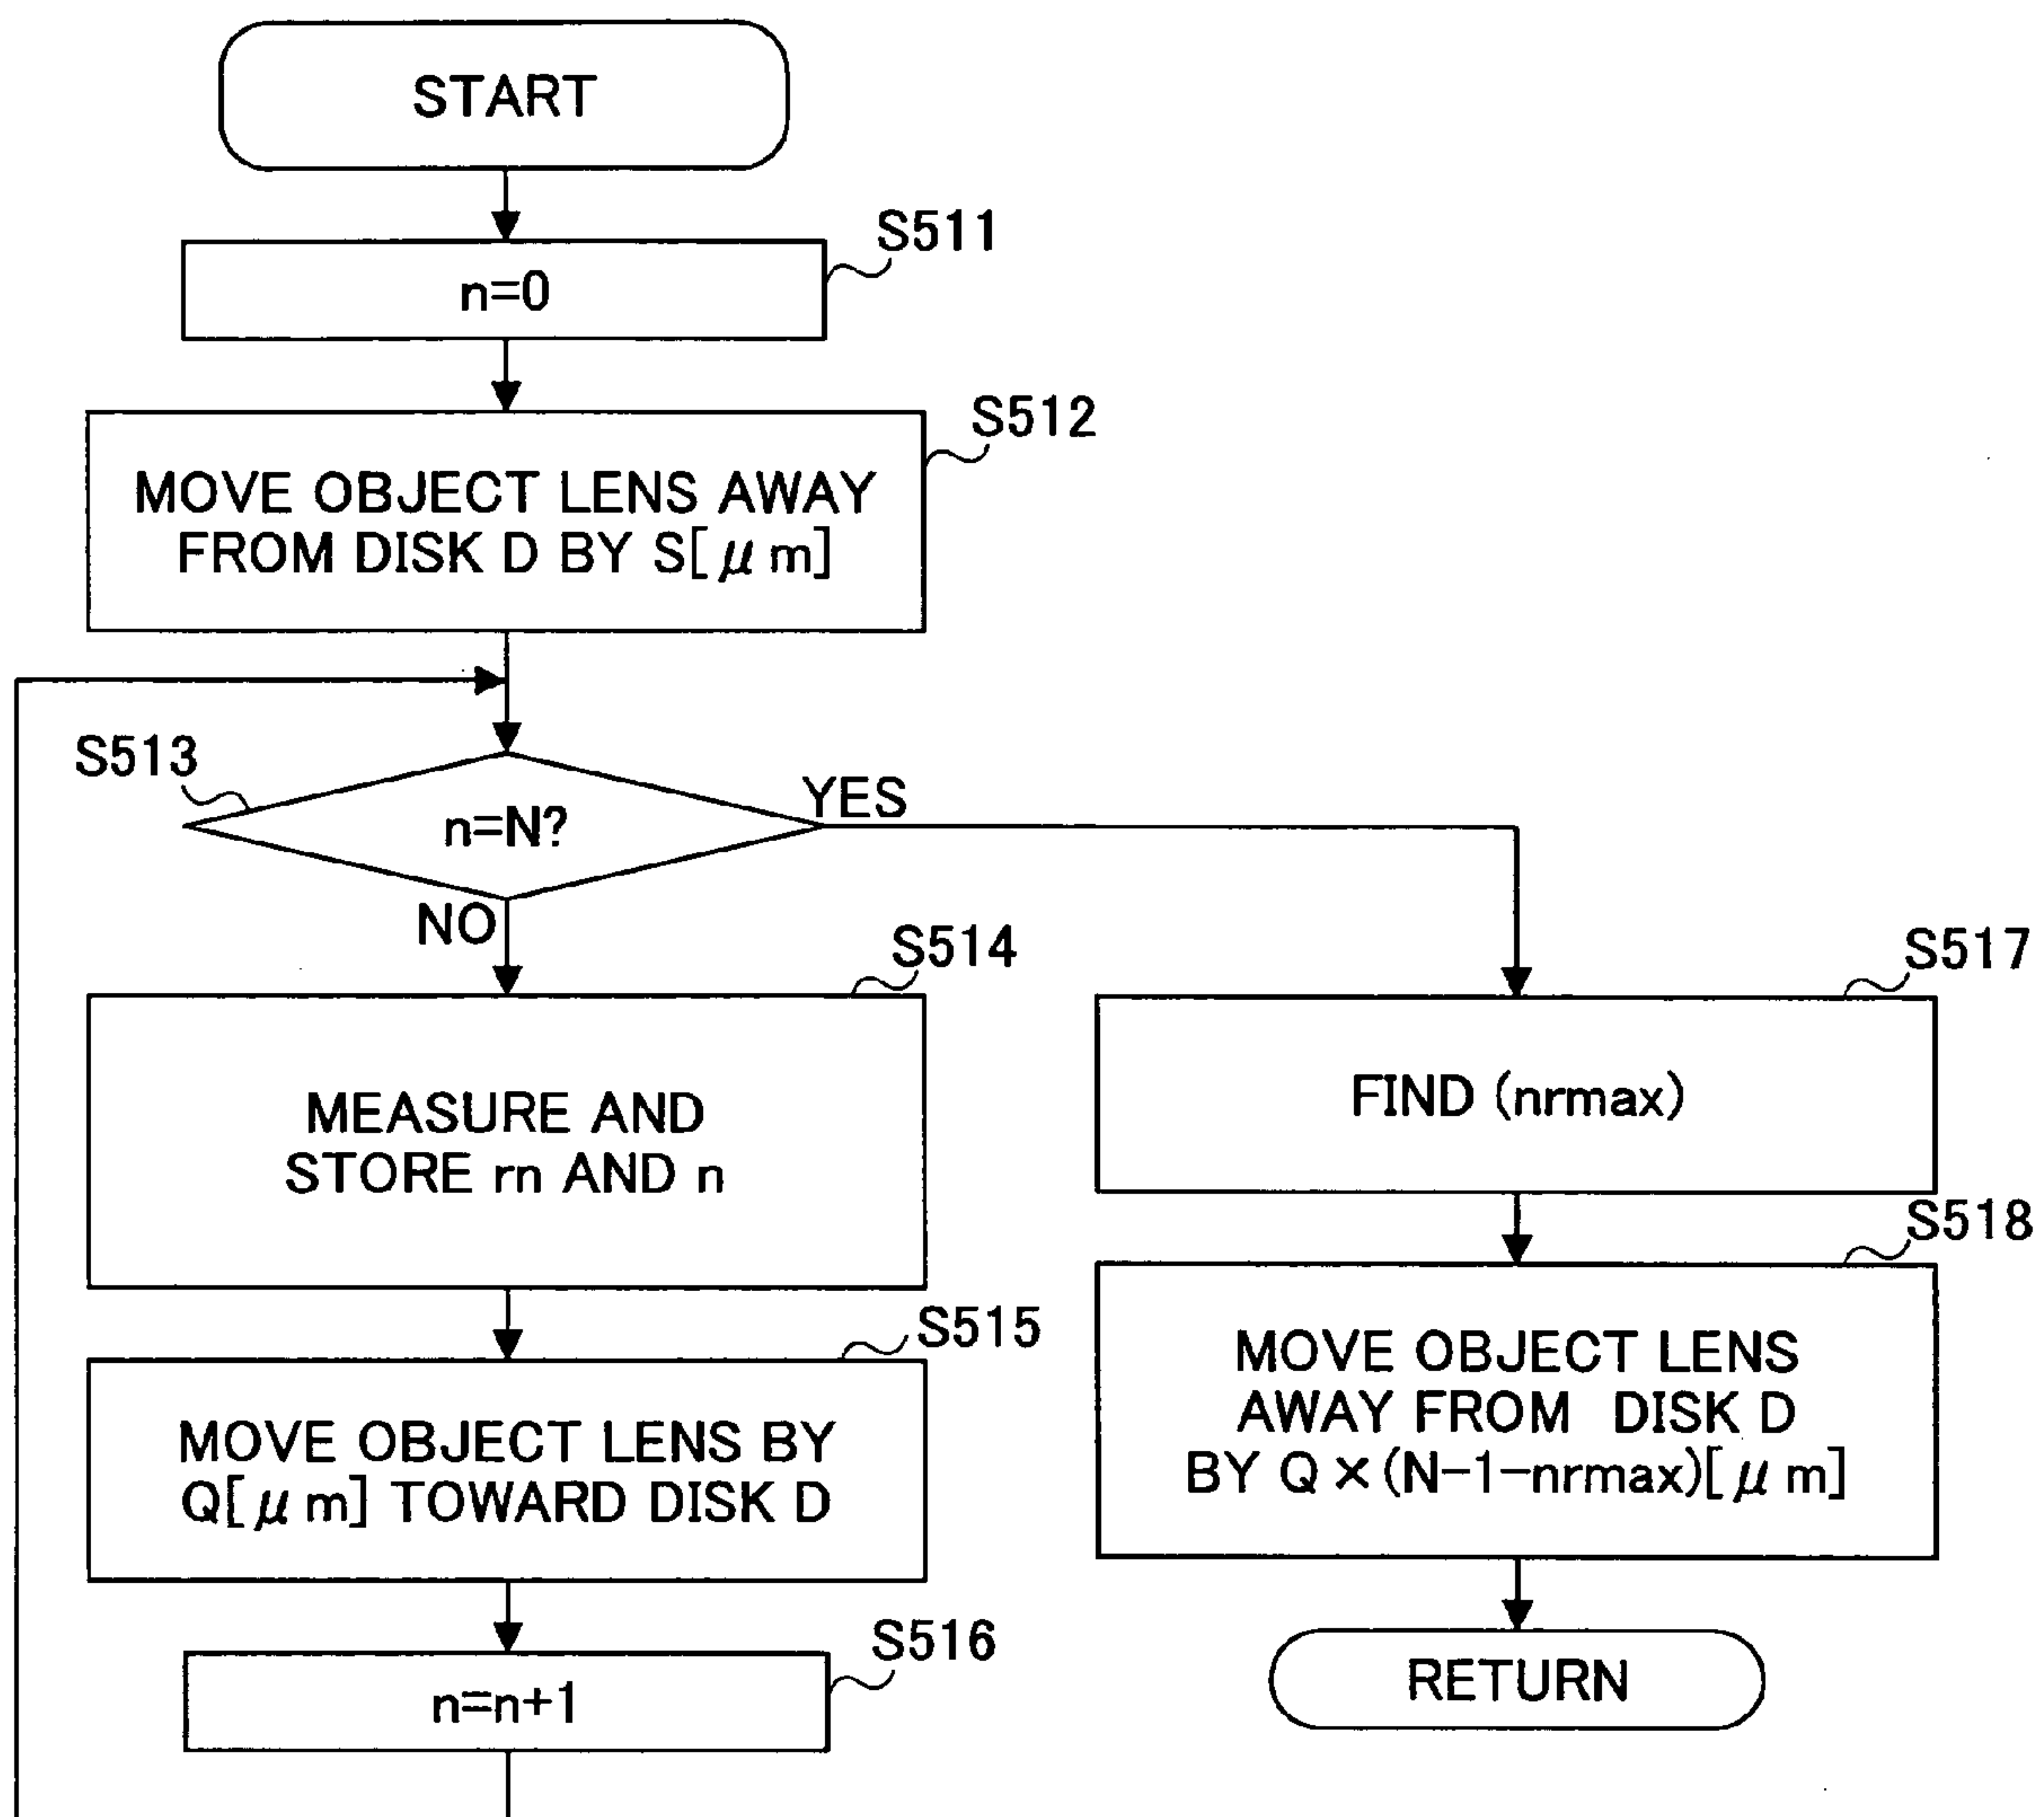 START
S511
n=0
S512
MOVE OBJECT LENS AWAY
FROM DISK D BY S[μm]
S513
n=N?
YES
NO
S514
MEASURE AND
STORE rn AND n
S515
MOVE OBJECT LENS BY
Q[μm] TOWARD DISK D
S516
n=n+1
S517
FIND (nrmax)
S518
MOVE OBJECT LENS
AWAY FROM DISK D
BY Q×(N-1-nrmax)[μm]
RETURN